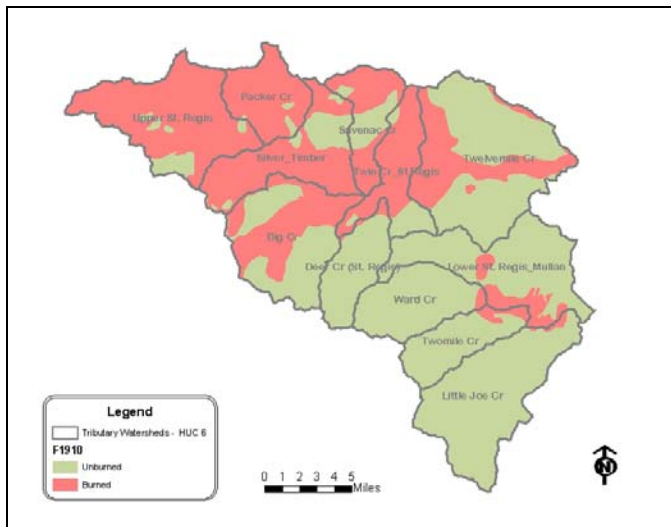 Packer Cr
Upper St. Regis
Savenac Cr
Silver_Timber
Twelvemile Cr
Twin Cr_St Regis
Big Cr
Deer Cr (St. Regis)
Lower St. Regis_Mullan
Ward Cr
Twomile Cr
Little Joe Cr
Legend
Tributary Watersheds - HUC 6
F1910
Unburned
Burned
0 1 2 3 4 5
Miles
N